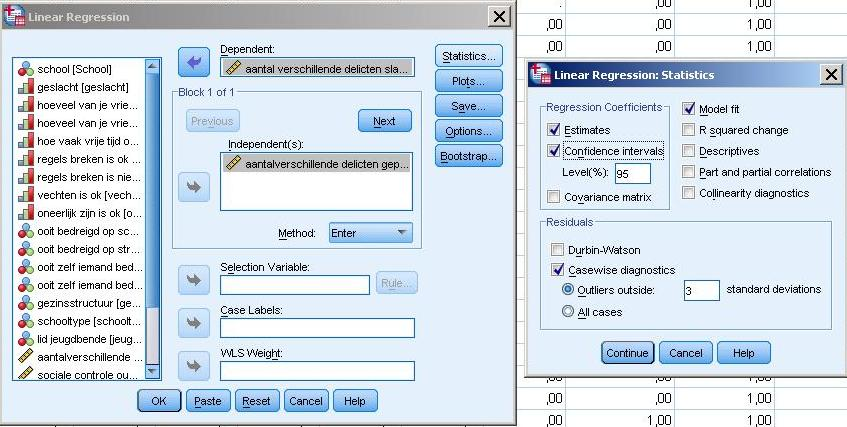 Linear Regression
school [School]
geslacht [geslacht]
hoeveel van je vrie...
hoeveel van je vrie...
hoe vaak vrije tijd o...
regels breken is ok ...
regels breken is nie...
vechten is ok [vech...
oneerlijk zijn is ok [o...
ooit bedreigd op sc...
ooit bedreigd op str...
ooit zelf iemand bed...
ooit zelf iemand bed...
gezinsstructuur [ge...
schooltype [schoolt...
lid jeugdbende [jeug...
aantalverschillende ...
sociale controle ou...
Dependent:
aantal verschillende delicten sla...
Block 1 of 1
Previous
Next
Independent(s):
aantalverschillende delicten gep...
Method:
Enter
Selection Variable:
Rule...
Case Labels:
WLS Weight:
Statistics...
Plots...
Save...
Options...
Bootstrap...
OK
Paste
Reset
Cancel
Help
,00 1,00
,00 ,00 1,00
,00 ,00 1,00
Linear Regression: Statistics
Regression Coefficients
Estimates
Confidence intervals
Level(%): 95
Covariance matrix
Model fit
R squared change
Descriptives
Part and partial correlations
Collinearity diagnostics
Residuals
Durbin-Watson
Casewise diagnostics
Outliers outside: 3 standard deviations
All cases
Continue
Cancel
Help
,00 ,00 1,00
,00 ,00 1,00
,00 1,00 1,00